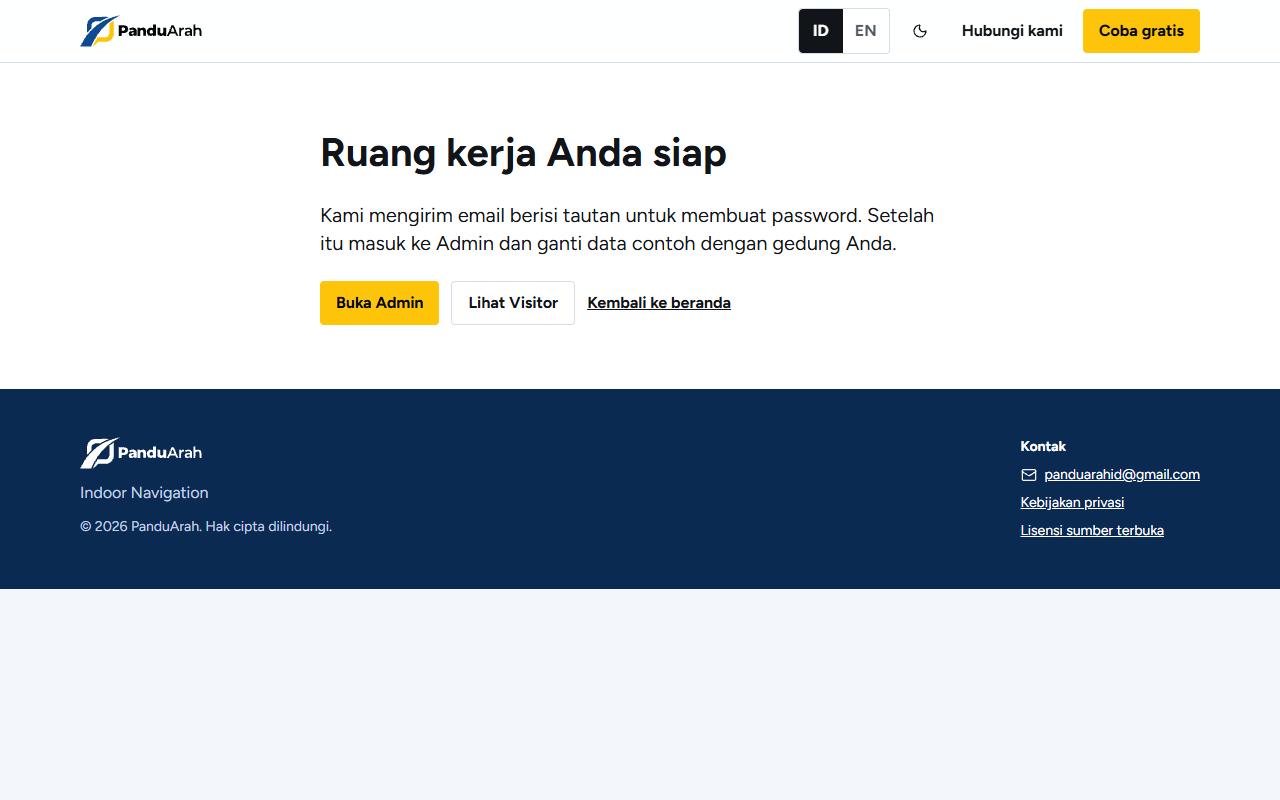 PanduArah
ID EN Hubungi kami Coba gratis
Ruang kerja Anda siap
Kami mengirim email berisi tautan untuk membuat password. Setelah
itu masuk ke Admin dan ganti data contoh dengan gedung Anda.
Buka Admin Lihat Visitor Kembali ke beranda
PanduArah
Indoor Navigation
© 2026 PanduArah. Hak cipta dilindungi.
Kontak
panduarahid@gmail.com
Kebijakan privasi
Lisensi sumber terbuka